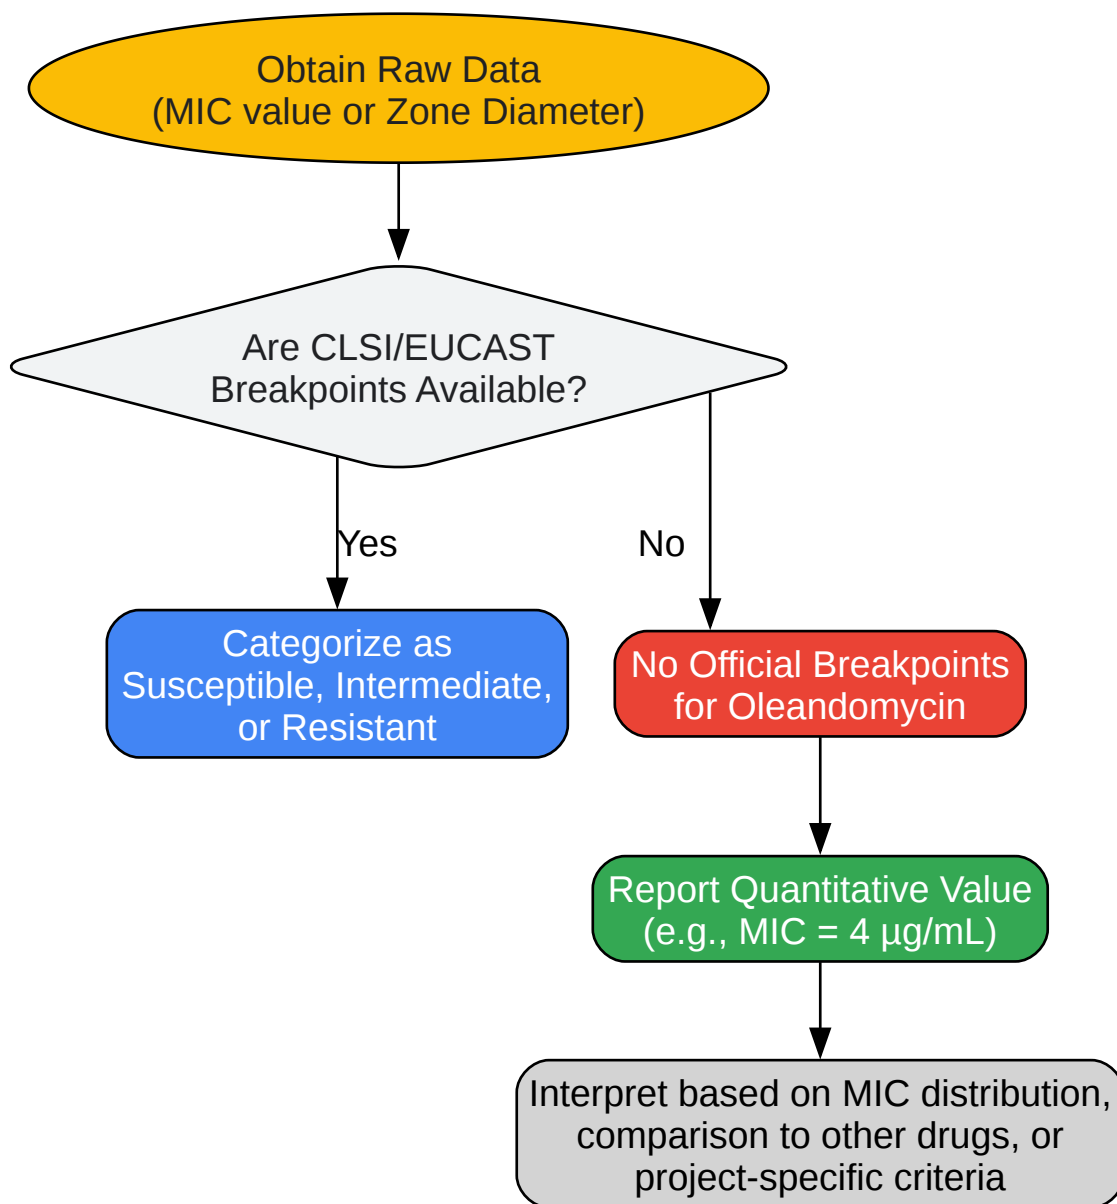 Obtain Raw Data
(MIC value or Zone Diameter)
Are CLSI/EUCAST
Breakpoints Available?
Yes
No
Categorize as
Susceptible, Intermediate,
or Resistant
No Official Breakpoints
for Oleandomycin
Report Quantitative Value
(e.g., MIC = 4 µg/mL)
Interpret based on MIC distribution,
comparison to other drugs, or
project-specific criteria